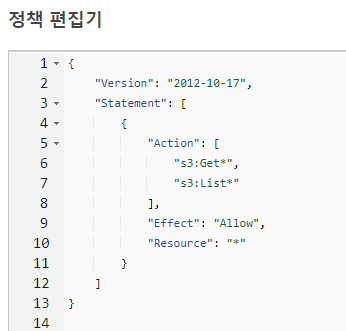 정책 편집기
1 {
2 "Version": "2012-10-17",
3 "Statement": [
4 {
5 "Action": [
6 "s3:Get*",
7 "s3:List*"
8 ],
9 "Effect": "Allow",
10 "Resource": "*"
11 }
12 ]
13 }
14